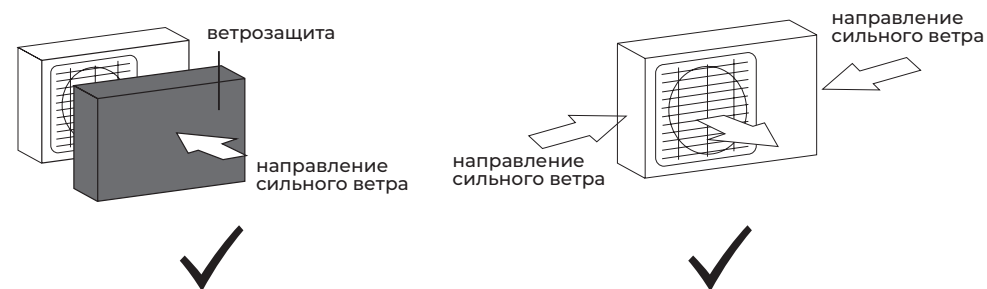 ветрозащита
направление
сильного ветра
направление
сильного ветра
направление
сильного ветра